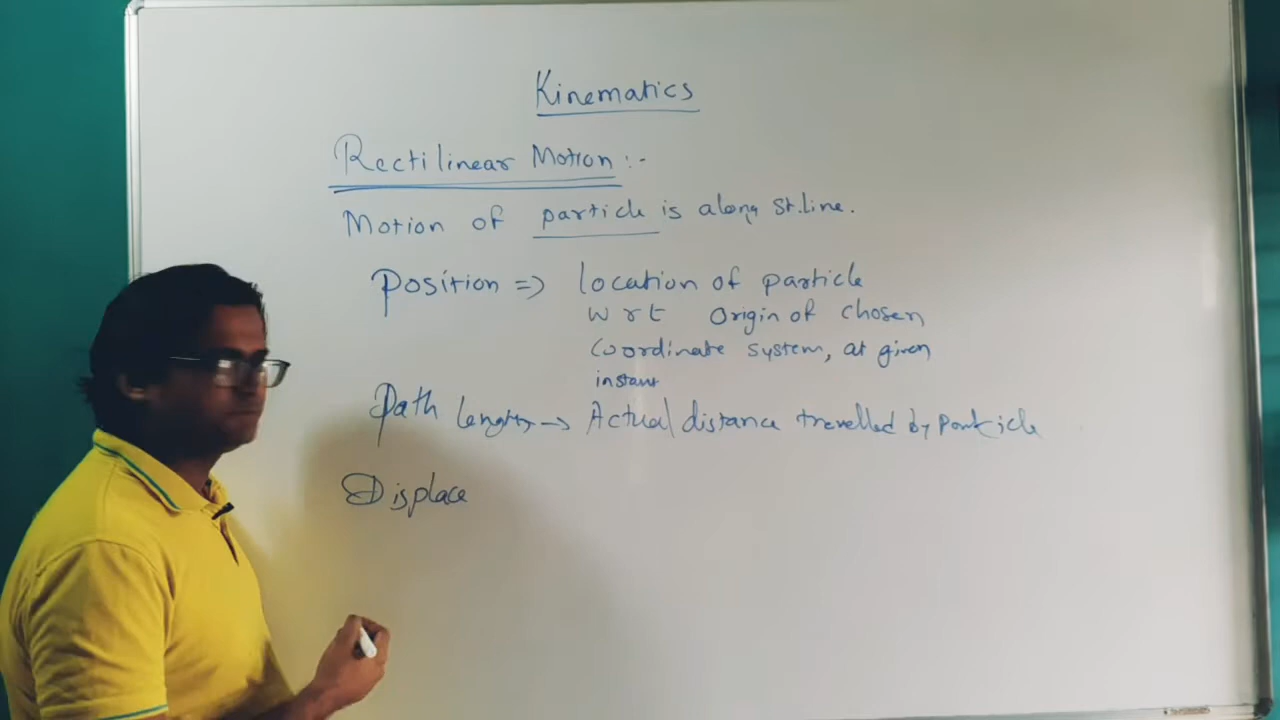 Kinematics
Rectilinear Motion :-
Motion of particle is along St.line.
Position => location of particle
w r t origin of chosen
Coordinate system, at given
instant
Path length -> Actual distance travelled by particle
Displace